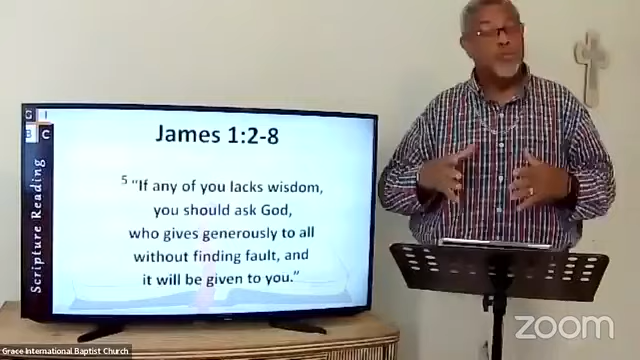 G I
B C
Scripture Reading
James 1:2-8
5 "If any of you lacks wisdom,
you should ask God,
who gives generously to all
without finding fault, and
it will be given to you."
Grace International Baptist Church
zoom